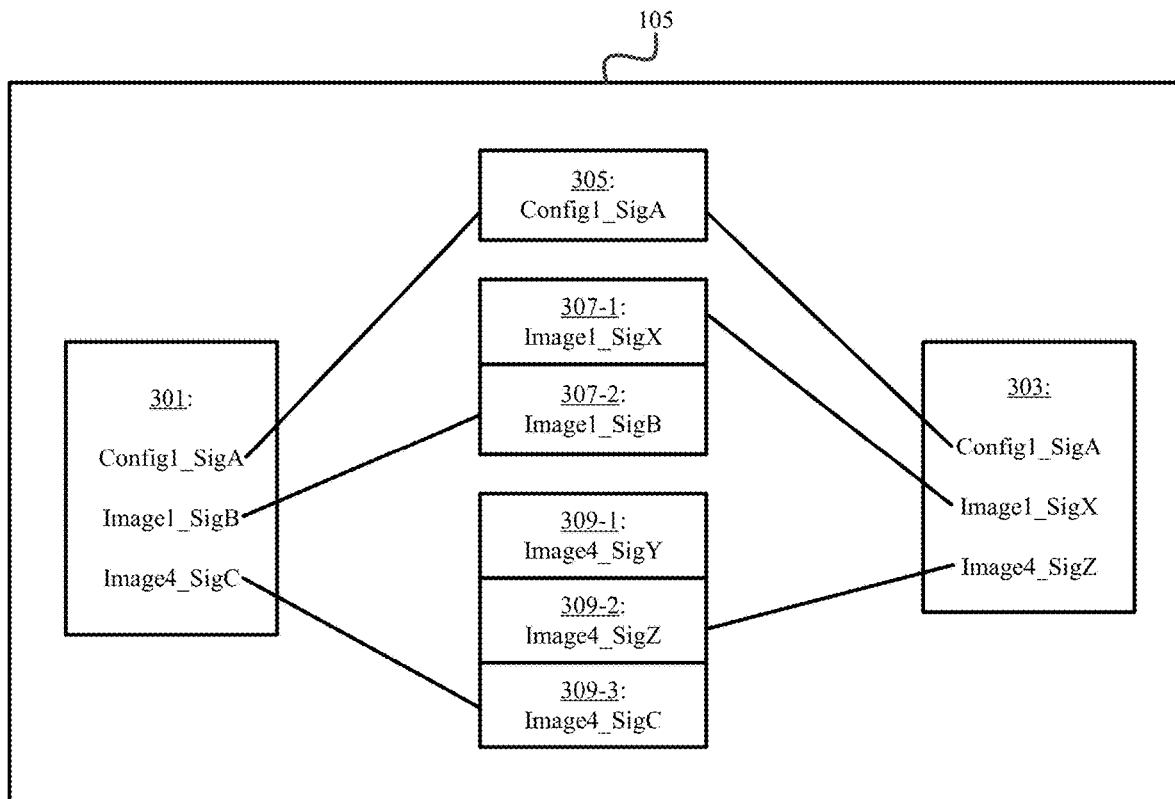 105
305:
Config1_SigA
307-1:
Image1_SigX
307-2:
Image1_SigB
301:
Config1_SigA
Image1_SigB
Image4_SigC
303:
Config1_SigA
Image1_SigX
Image4_SigZ
309-1:
Image4_SigY
309-2:
Image4_SigZ
309-3:
Image4_SigC